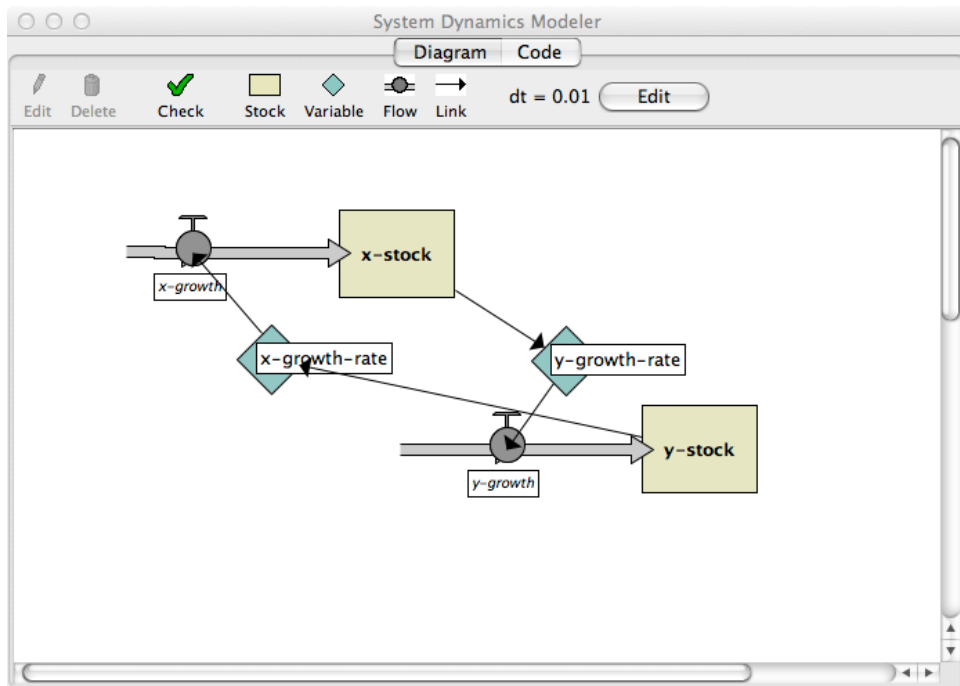 System Dynamics Modeler
Diagram Code
Edit Delete Check Stock Variable Flow Link dt = 0.01 Edit
x-stock
x-growth
x-growth-rate
y-growth-rate
y-stock
y-growth